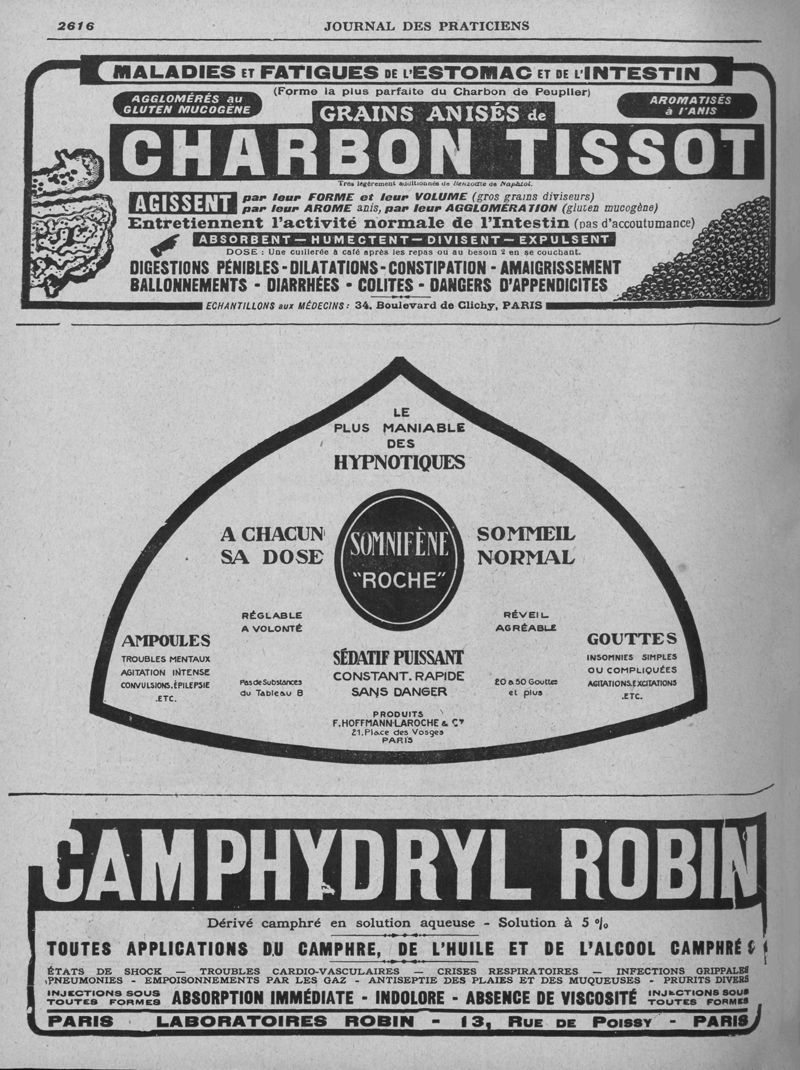 2616 JOURNAL DES PRATICIENS
MALADIES ET FATIGUES DE L'ESTOMAC ET DE L'INTESTIN
(Forme la plus parfaite du Charbon de Peuplier)
AGGLOMÉRÉS au
GLUTEN MUCOGÈNE
GRAINS ANISÉS de
AROMATISÉS
à l'ANIS
CHARBON TISSOT
Très légèrement additionnés de Benzoate de Naphtol.
AGISSENT par leur FORME et leur VOLUME (gros grains diviseurs)
par leur AROME anis, par leur AGGLOMÉRATION (gluten mucogène)
Entretiennent l'activité normale de l'Intestin (pas d'accoutumance)
ABSORBENT — HUMECTENT — DIVISENT — EXPULSENT
DOSE : Une cuillerée à café après les repas ou au besoin 2 en se couchant.
DIGESTIONS PÉNIBLES - DILATATIONS - CONSTIPATION - AMAIGRISSEMENT
BALLONNEMENTS - DIARRHÉES - COLITES - DANGERS D'APPENDICITES
ECHANTILLONS aux MÉDECINS : 34, Boulevard de Clichy, PARIS
LE
PLUS MANIABLE
DES
HYPNOTIQUES
A CHACUN
SA DOSE
SOMNIFÈNE
"ROCHE"
SOMMEIL
NORMAL
RÉGLABLE
A VOLONTÉ
RÉVEIL
AGRÉABLE
AMPOULES
TROUBLES MENTAUX
AGITATION INTENSE
CONVULSIONS, ÉPILEPSIE
.ETC.
Pas de Substances
du Tableau B
SÉDATIF PUISSANT
CONSTANT. RAPIDE
SANS DANGER
20 a 50 Gouttes
et plus
GOUTTES
INSOMNIES SIMPLES
OU COMPLIQUÉES
AGITATIONS, EXCITATIONS
.ETC.
PRODUITS
F. HOFFMANN-LAROCHE & Cie
21, Place des Vosges
PARIS
CAMPHYDRYL ROBIN
Dérivé camphré en solution aqueuse - Solution à 5 %
TOUTES APPLICATIONS DU CAMPHRE, DE L'HUILE ET DE L'ALCOOL CAMPHRÉS
ÉTATS DE SHOCK — TROUBLES CARDIO-VASCULAIRES — CRISES RESPIRATOIRES — INFECTIONS GRIPPALES
PNEUMONIES - EMPOISONNEMENTS PAR LES GAZ - ANTISEPTIE DES PLAIES ET DES MUQUEUSES - PRURITS DIVERS
INJECTIONS SOUS
TOUTES FORMES
ABSORPTION IMMÉDIATE - INDOLORE - ABSENCE DE VISCOSITÉ
INJECTIONS SOUS
TOUTES FORMES
PARIS LABORATOIRES ROBIN - 13, RUE DE POISSY - PARIS